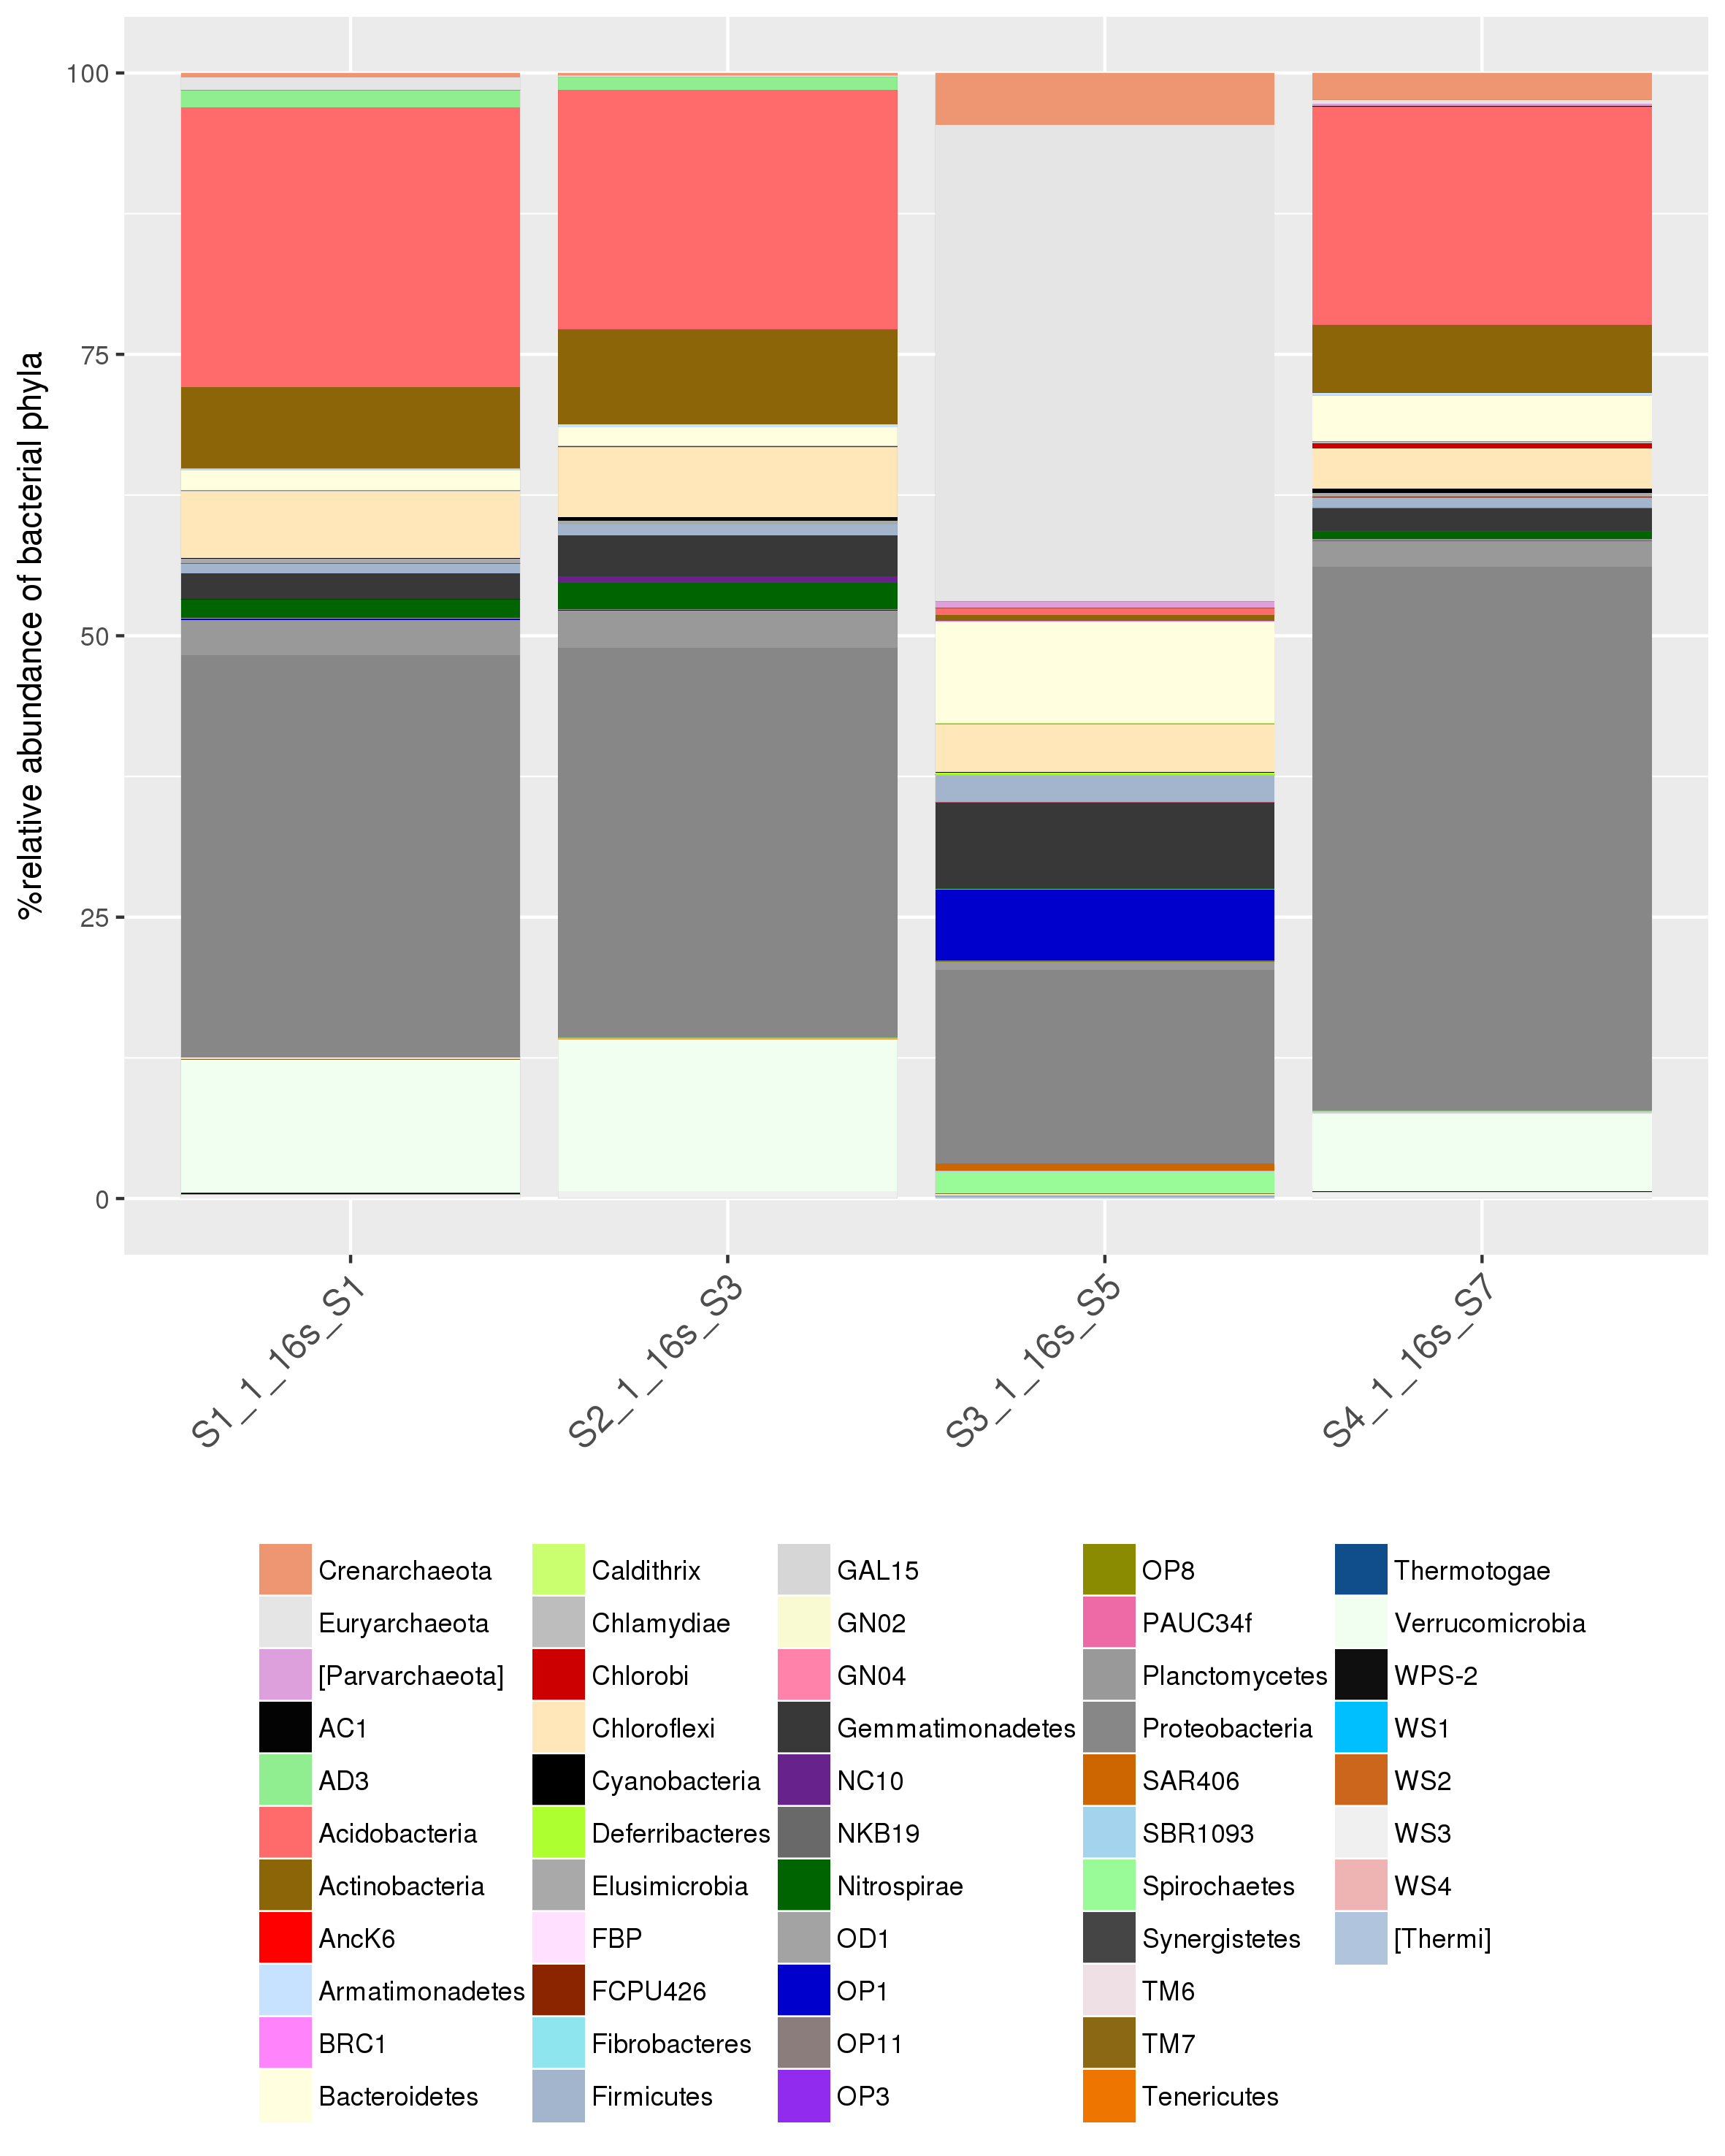 %relative abundance of bacterial phyla
100
75
50
25
0
S1_1_16s_S1
S2_1_16s_S3
S3_1_16s_S5
S4_1_16s_S7
Crenarchaeota
Euryarchaeota
[Parvarchaeota]
AC1
AD3
Acidobacteria
Actinobacteria
AncK6
Armatimonadetes
BRC1
Bacteroidetes
Caldithrix
Chlamydiae
Chlorobi
Chloroflexi
Cyanobacteria
Deferribacteres
Elusimicrobia
FBP
FCPU426
Fibrobacteres
Firmicutes
GAL15
GN02
GN04
Gemmatimonadetes
NC10
NKB19
Nitrospirae
OD1
OP1
OP11
OP3
OP8
PAUC34f
Planctomycetes
Proteobacteria
SAR406
SBR1093
Spirochaetes
Synergistetes
TM6
TM7
Tenericutes
Thermotogae
Verrucomicrobia
WPS-2
WS1
WS2
WS3
WS4
[Thermi]